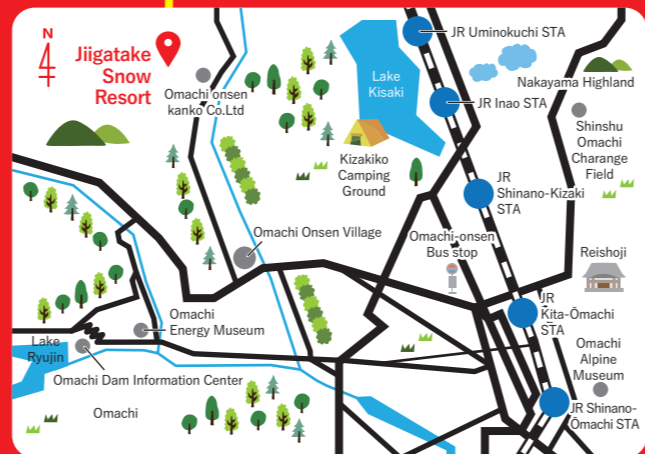 N
Jiigatake
Snow
Resort
Omachi onsen
kanko Co.Ltd
Lake
Kisaki
JR Uminokuchi STA
Nakayama Highland
JR Inao STA
Shinshu
Omachi
Charange
Field
Kizakiko
Camping
Ground
JR
Shinano-Kizaki
STA
Omachi Onsen Village
Omachi-onsen
Bus stop
Reishoji
JR
Kita-Ōmachi
STA
Omachi
Energy Museum
Lake
Ryujin
Omachi Dam Information Center
Omachi
Alpine
Museum
Omachi
JR Shinano-
Ōmachi STA